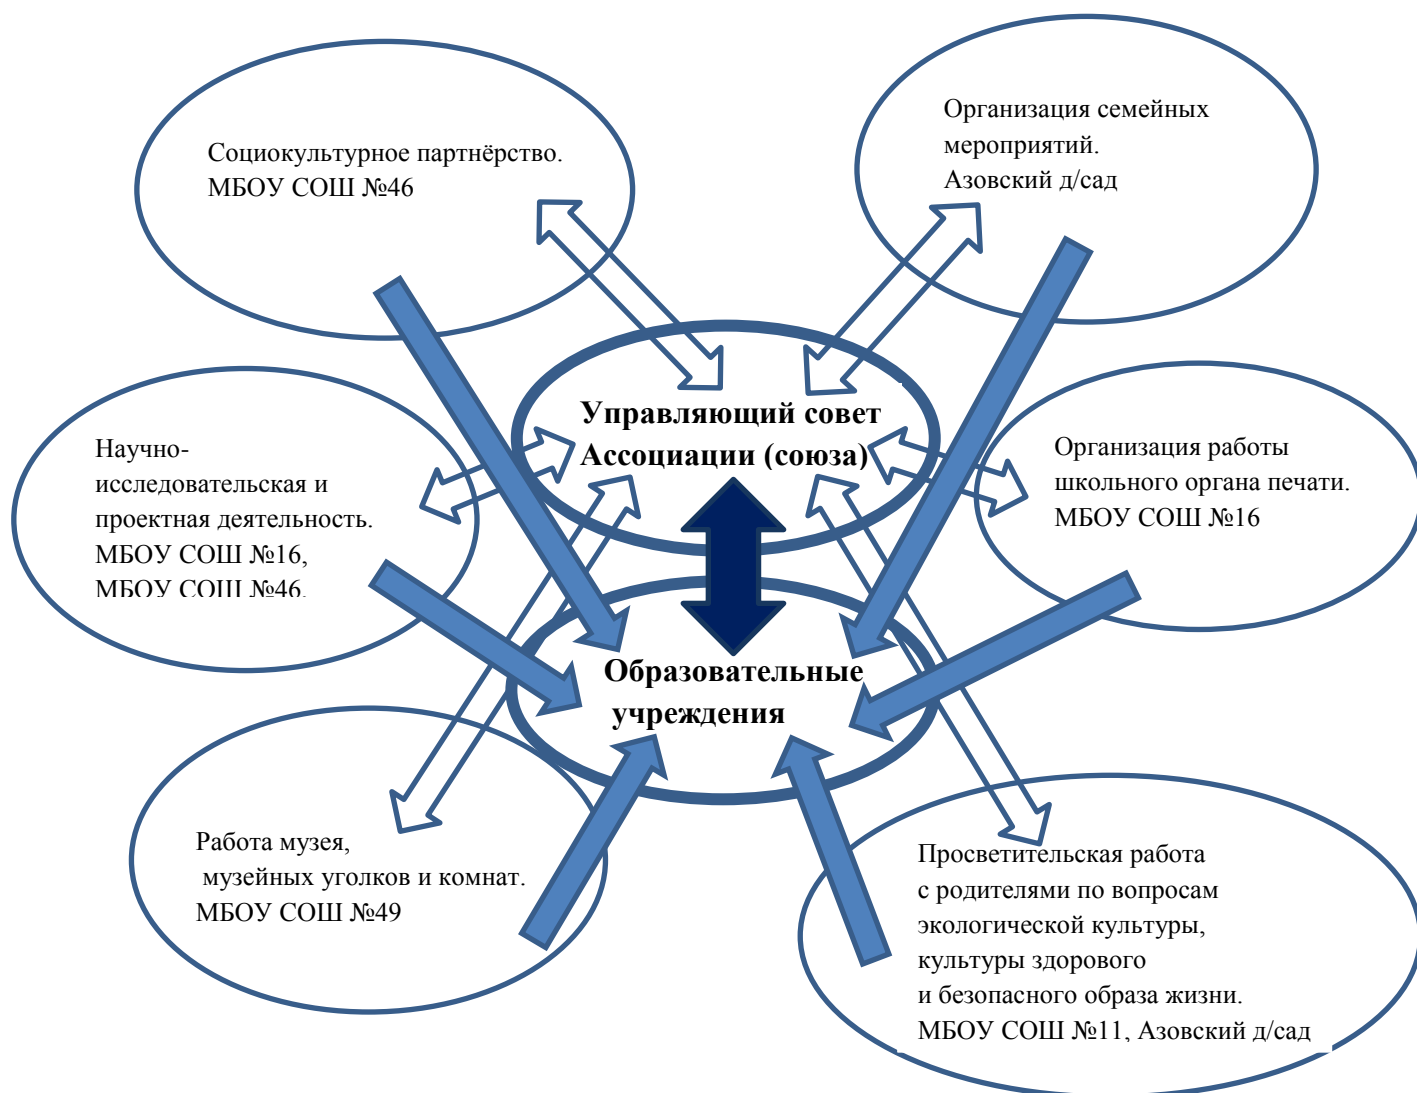 Социокультурное партнёрство.
МБОУ СОШ №46
Организация семейных
мероприятий.
Азовский д/сад
Управляющий совет
Ассоциации (союза)
Научно-
исследовательская и
проектная деятельность.
МБОУ СОШ №16,
МБОУ СОШ №46.
Организация работы
школьного органа печати.
МБОУ СОШ №16
Образовательные
учреждения
Работа музея,
музейных уголков и комнат.
МБОУ СОШ №49
Просветительская работа
с родителями по вопросам
экологической культуры,
культуры здорового
и безопасного образа жизни.
МБОУ СОШ №11, Азовский д/сад